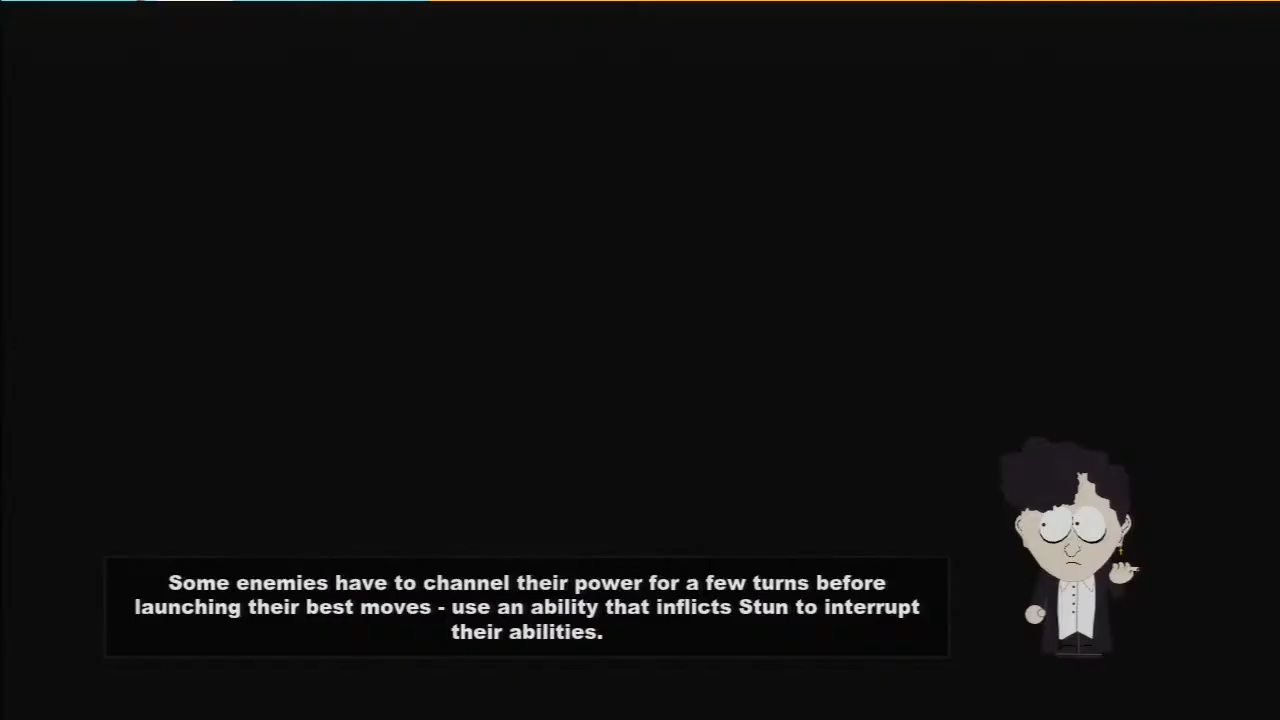 Some enemies have to channel their power for a few turns before
launching their best moves - use an ability that inflicts Stun to interrupt
their abilities.